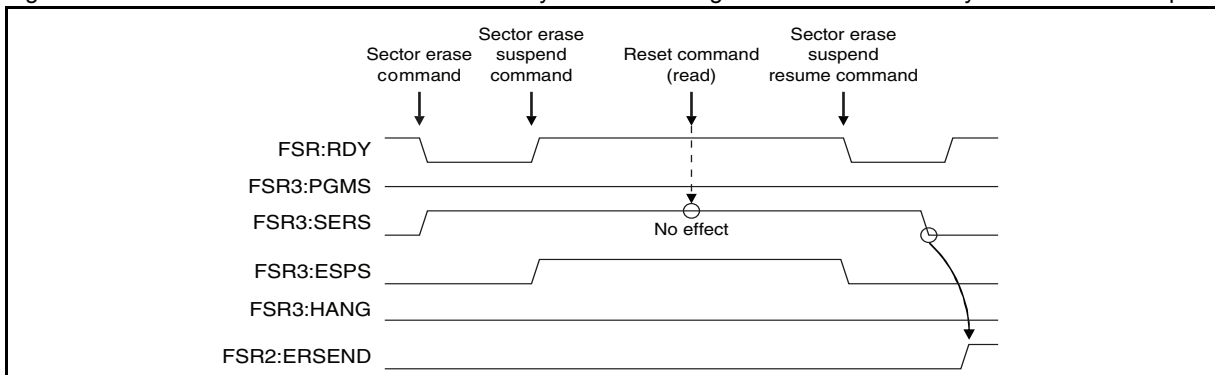 Sector erase
command
Sector erase
suspend
command
Reset command
(read)
Sector erase
suspend
resume command
FSR:RDY
FSR3:PGMS
FSR3:SERS
No effect
FSR3:ESPS
FSR3:HANG
FSR2:ERSEND